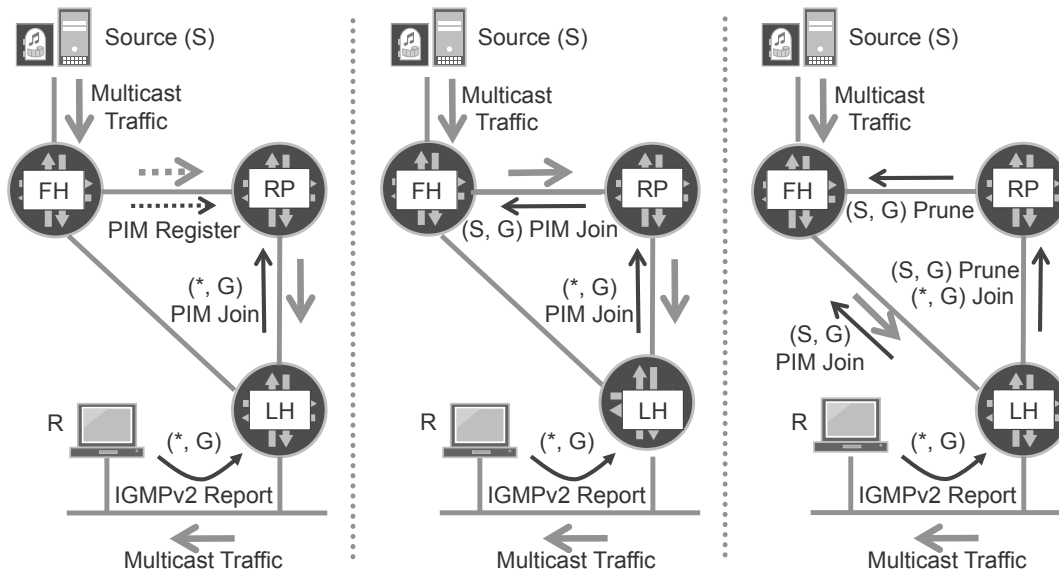 Source (S)
Multicast
Traffic
FH
RP
PIM Register
(*, G)
PIM Join
LH
R
(*, G)
IGMPv2 Report
Multicast Traffic
Source (S)
Multicast
Traffic
FH
RP
(S, G) PIM Join
(*, G)
PIM Join
LH
R
(*, G)
IGMPv2 Report
Multicast Traffic
Source (S)
Multicast
Traffic
FH
RP
(S, G) Prune
(S, G) Prune
(*, G) Join
(S, G)
PIM Join
LH
R
(*, G)
IGMPv2 Report
Multicast Traffic